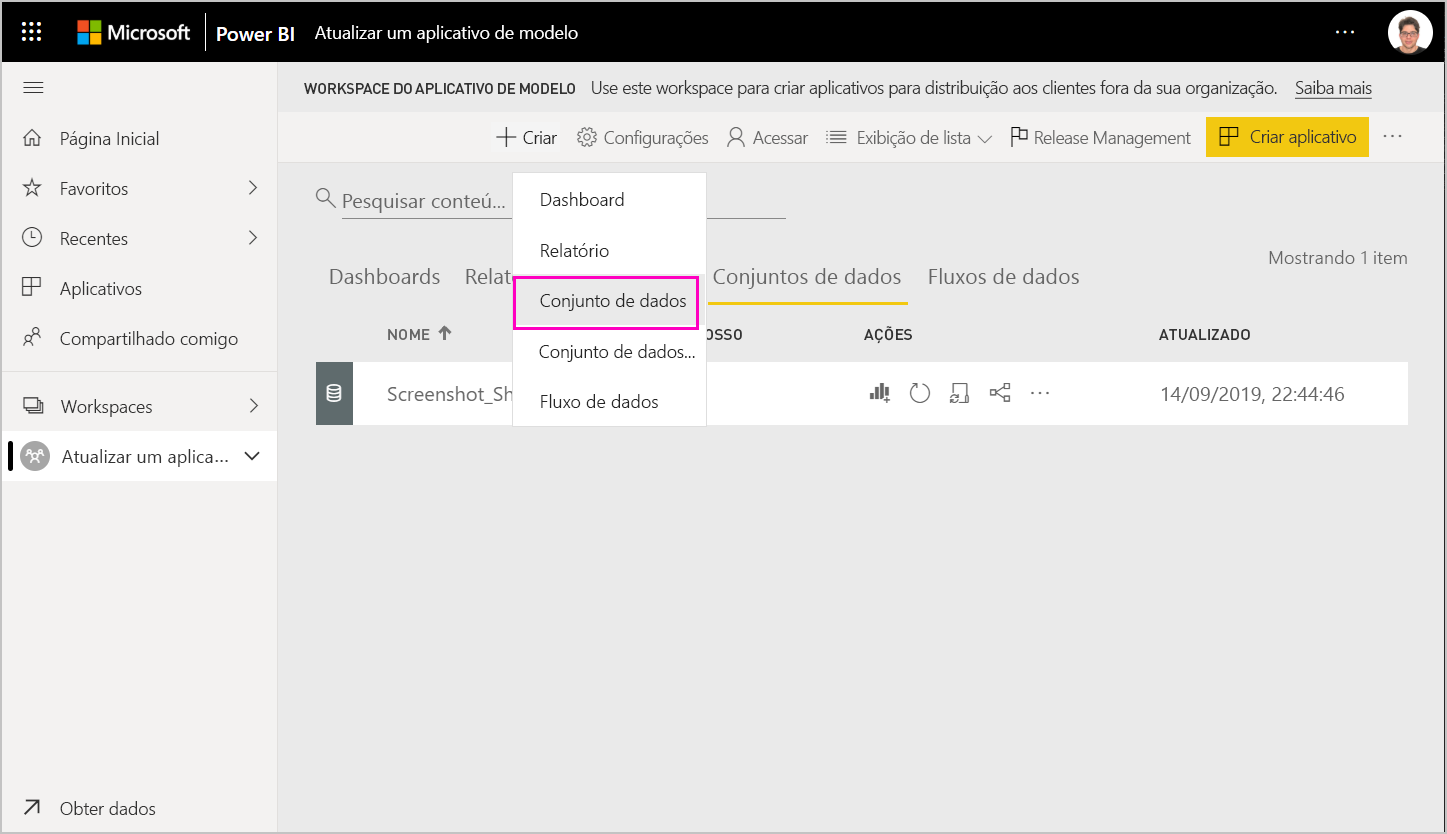 Microsoft Power BI Atualizar um aplicativo de modelo ...
WORKSPACE DO APLICATIVO DE MODELO Use este workspace para criar aplicativos para distribuição aos clientes fora da sua organização. Saiba mais
Criar Configurações Acessar Exibição de lista Release Management Criar aplicativo ...
Página Inicial
Favoritos
Recentes
Aplicativos
Compartilhado comigo
Workspaces
Atualizar um aplica...
Obter dados
Pesquisar conteú...
Dashboard
Relatório
Conjunto de dados
Conjunto de dados...
Fluxo de dados
Mostrando 1 item
Dashboards Relat Conjuntos de dados Fluxos de dados
NOME OSSO AÇÕES ATUALIZADO
Screenshot_Sh ... 14/09/2019, 22:44:46